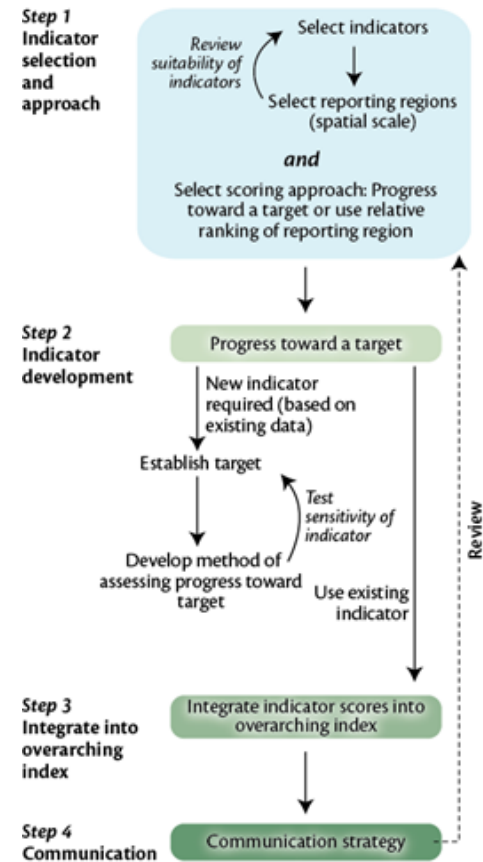 Step 1
Indicator
selection
and
approach
Select indicators
Review
suitability of
indicators
Select reporting regions
(spatial scale)
and
Select scoring approach: Progress
toward a target or use relative
ranking of reporting region
Step 2
Indicator
development
Progress toward a target
New indicator
required (based on
existing data)
Establish target
Test
sensitivity of
indicator
Develop method of
assessing progress toward
target
Use existing
indicator
Review
Step 3
Integrate into
overarching
index
Integrate indicator scores into
overarching index
Step 4
Communication
Communication strategy